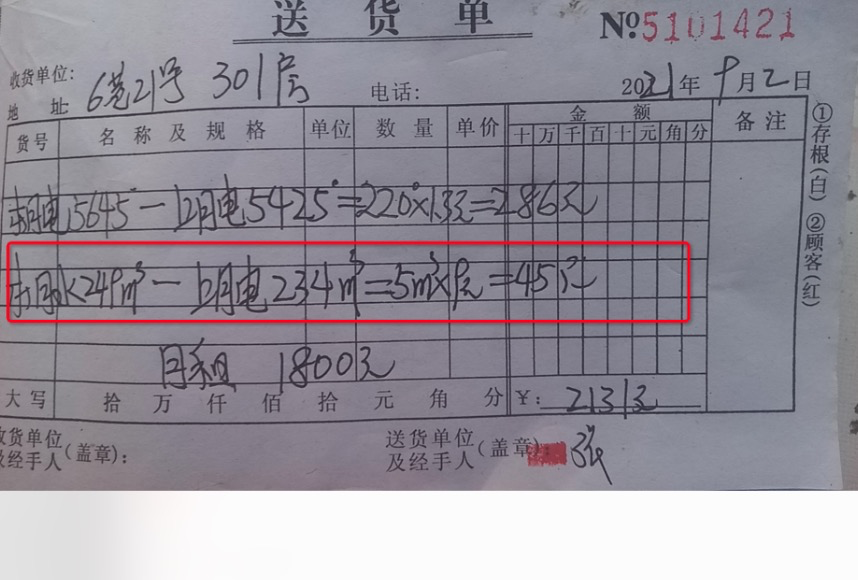 送货单
№5101421
收货单位:
地址 6巷21号 301房 电话: 2021年9月2日
货号 名称及规格 单位 数量 单价 金额 备注
十 万 千 百 十 元 角 分
本月电5645°-上月电5425°=220°×1.3元=286元
本月水249m³-上月电234m³=5m³×9元=45元
月租 1800元
大写 拾 万 仟 佰 拾 元 角 分 ¥: 2131元
收货单位
及经手人(盖章):
送货单位
及经手人(盖章): 张
①存根(白)②顾客(红)